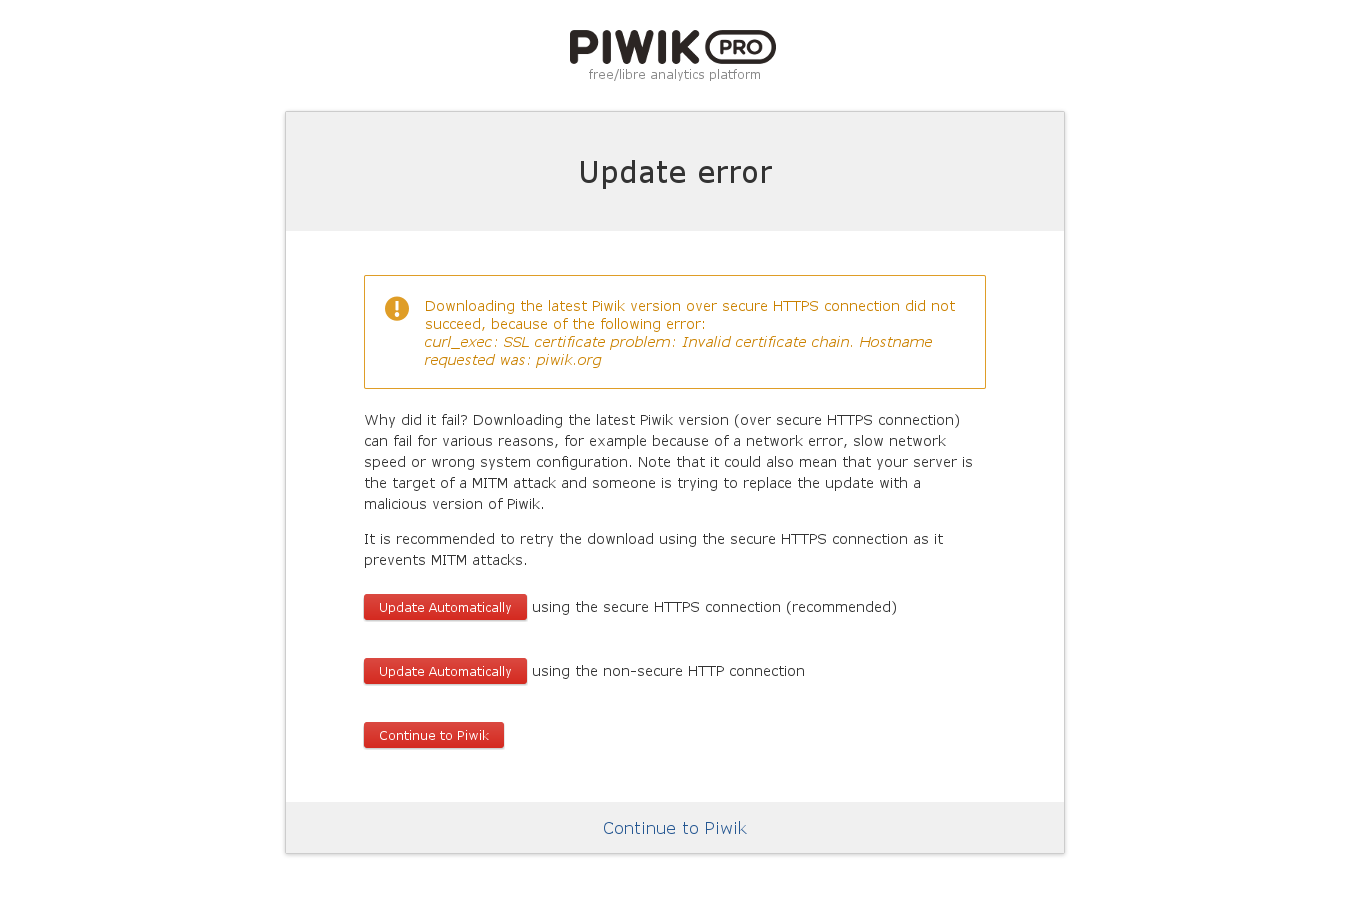 PIWIK PRO
free/libre analytics platform
Update error
Downloading the latest Piwik version over secure HTTPS connection did not
succeed, because of the following error:
curl_exec: SSL certificate problem: Invalid certificate chain. Hostname
requested was: piwik.org
Why did it fail? Downloading the latest Piwik version (over secure HTTPS connection)
can fail for various reasons, for example because of a network error, slow network
speed or wrong system configuration. Note that it could also mean that your server is
the target of a MITM attack and someone is trying to replace the update with a
malicious version of Piwik.
It is recommended to retry the download using the secure HTTPS connection as it
prevents MITM attacks.
Update Automatically using the secure HTTPS connection (recommended)
Update Automatically using the non-secure HTTP connection
Continue to Piwik
Continue to Piwik